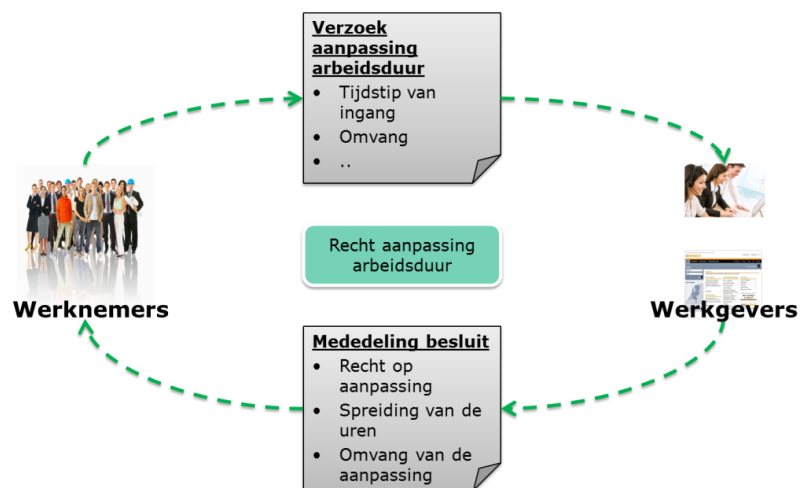 Verzoek
aanpassing
arbeidsduur
• Tijdstip van
ingang
• Omvang
• ..
Recht aanpassing
arbeidsduur
Werknemers
Werkgevers
Mededeling besluit
• Recht op
aanpassing
• Spreiding van de
uren
• Omvang van de
aanpassing